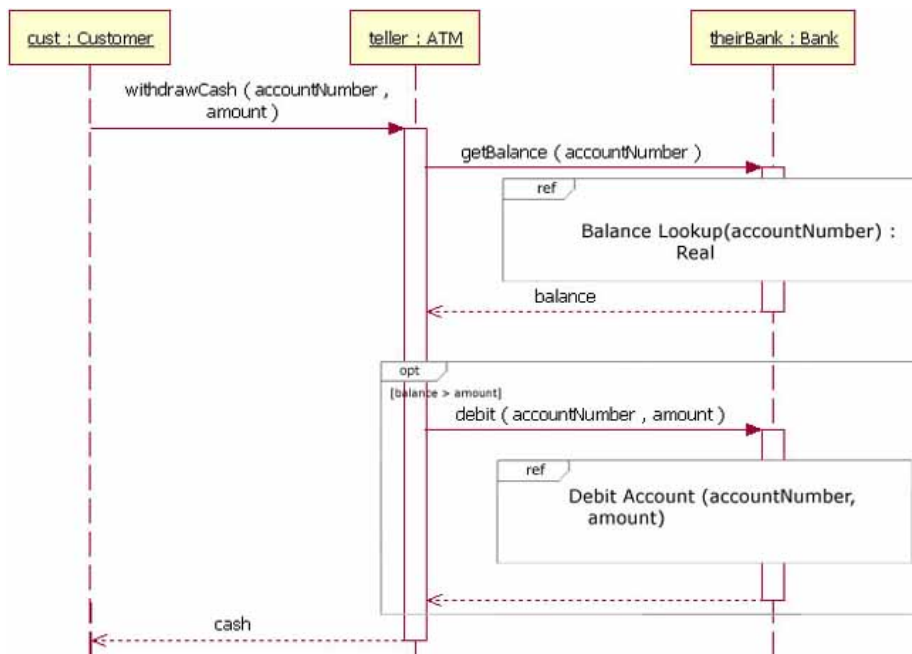 cust : Customer
teller : ATM
theirBank : Bank
withdrawCash ( accountNumber ,
amount )
getBalance ( accountNumber )
ref
Balance Lookup(accountNumber) :
Real
balance
opt
[balance > amount]
debit ( accountNumber , amount )
ref
Debit Account (accountNumber,
amount)
cash